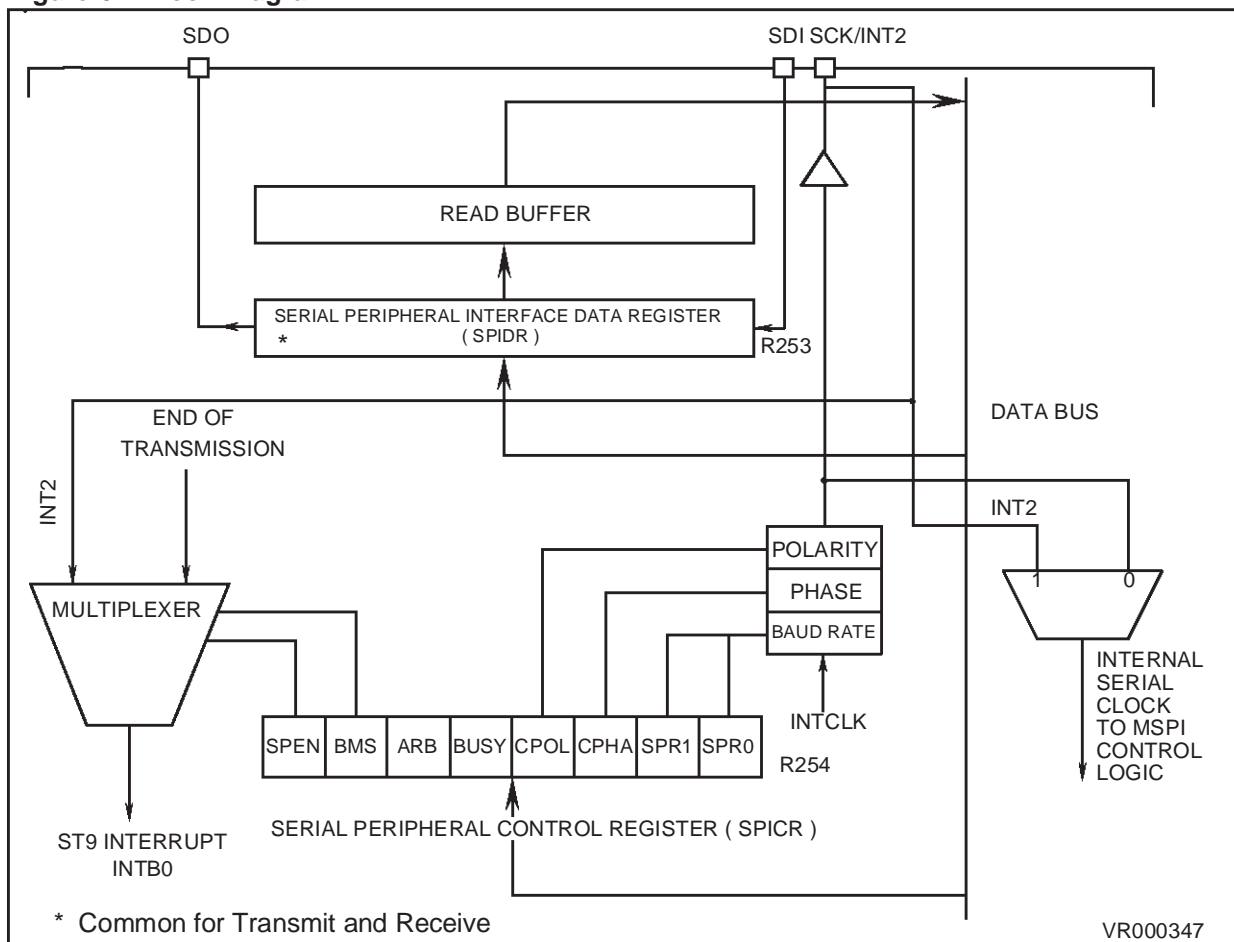 SDO
SDI SCK/INT2
READ BUFFER
SERIAL PERIPHERAL INTERFACE DATA REGISTER
( SPIDR )
*
R253
END OF
TRANSMISSION
DATA BUS
INT2
INT2
POLARITY
PHASE
BAUD RATE
1 0
MULTIPLEXER
INTERNAL
SERIAL
CLOCK
TO MSPI
CONTROL
LOGIC
INTCLK
SPEN BMS ARB BUSY CPOL CPHA SPR1 SPR0
R254
SERIAL PERIPHERAL CONTROL REGISTER ( SPICR )
ST9 INTERRUPT
INTB0
* Common for Transmit and Receive
VR000347